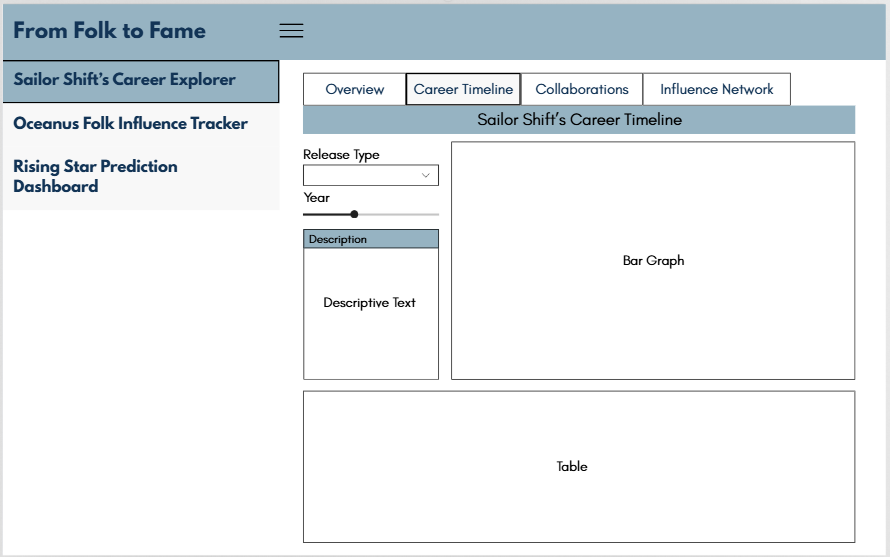 From Folk to Fame
Sailor Shift's Career Explorer
Oceanus Folk Influence Tracker
Rising Star Prediction
Dashboard
Overview
Career Timeline
Collaborations
Influence Network
Sailor Shift's Career Timeline
Release Type
Year
Description
Descriptive Text
Bar Graph
Table